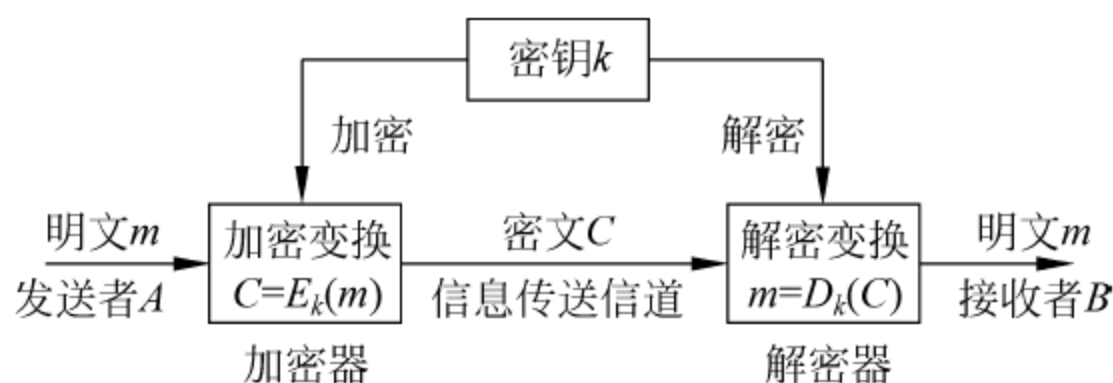 密钥k
加密
解密
明文m
发送者A
加密变换
C=Eₖ(m)
加密器
密文C
信息传送信道
解密变换
m=Dₖ(C)
解密器
明文m
接收者B